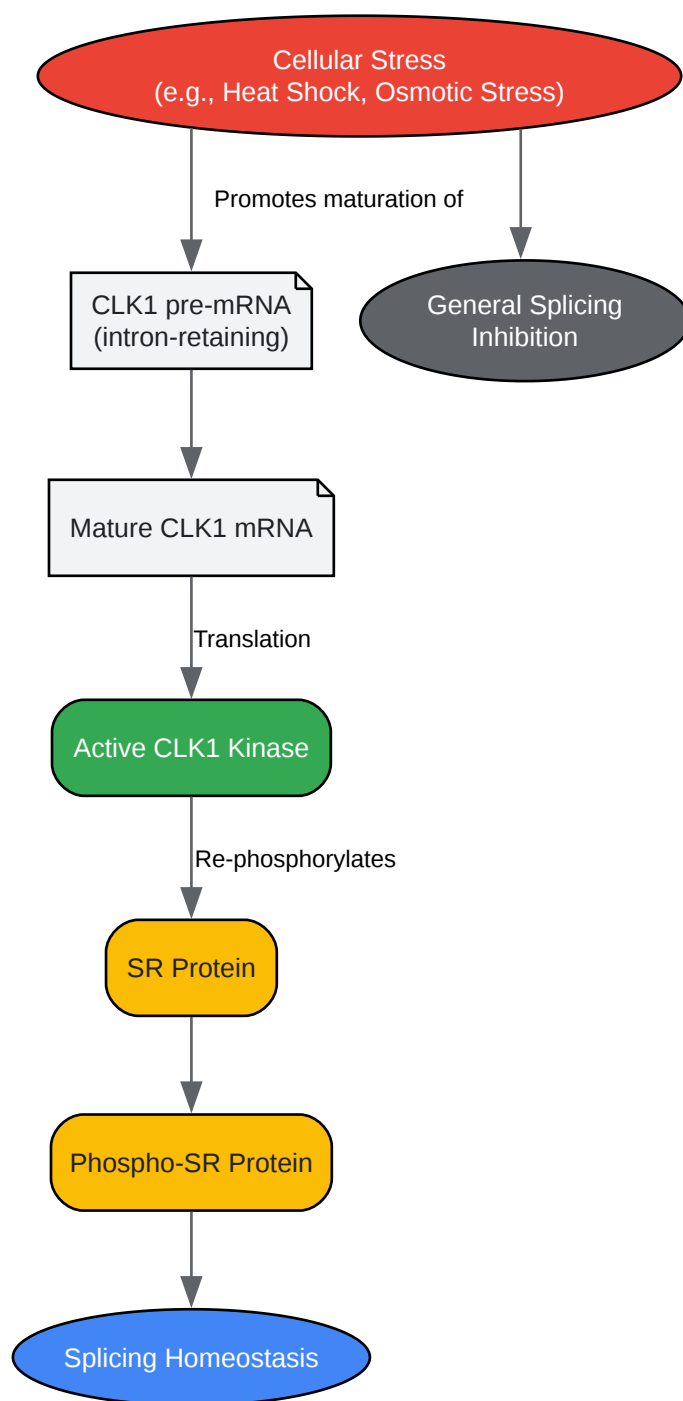 Cellular Stress
(e.g., Heat Shock, Osmotic Stress)
Promotes maturation of
CLK1 pre-mRNA
(intron-retaining)
General Splicing
Inhibition
Mature CLK1 mRNA
Translation
Active CLK1 Kinase
Re-phosphorylates
SR Protein
Phospho-SR Protein
Splicing Homeostasis